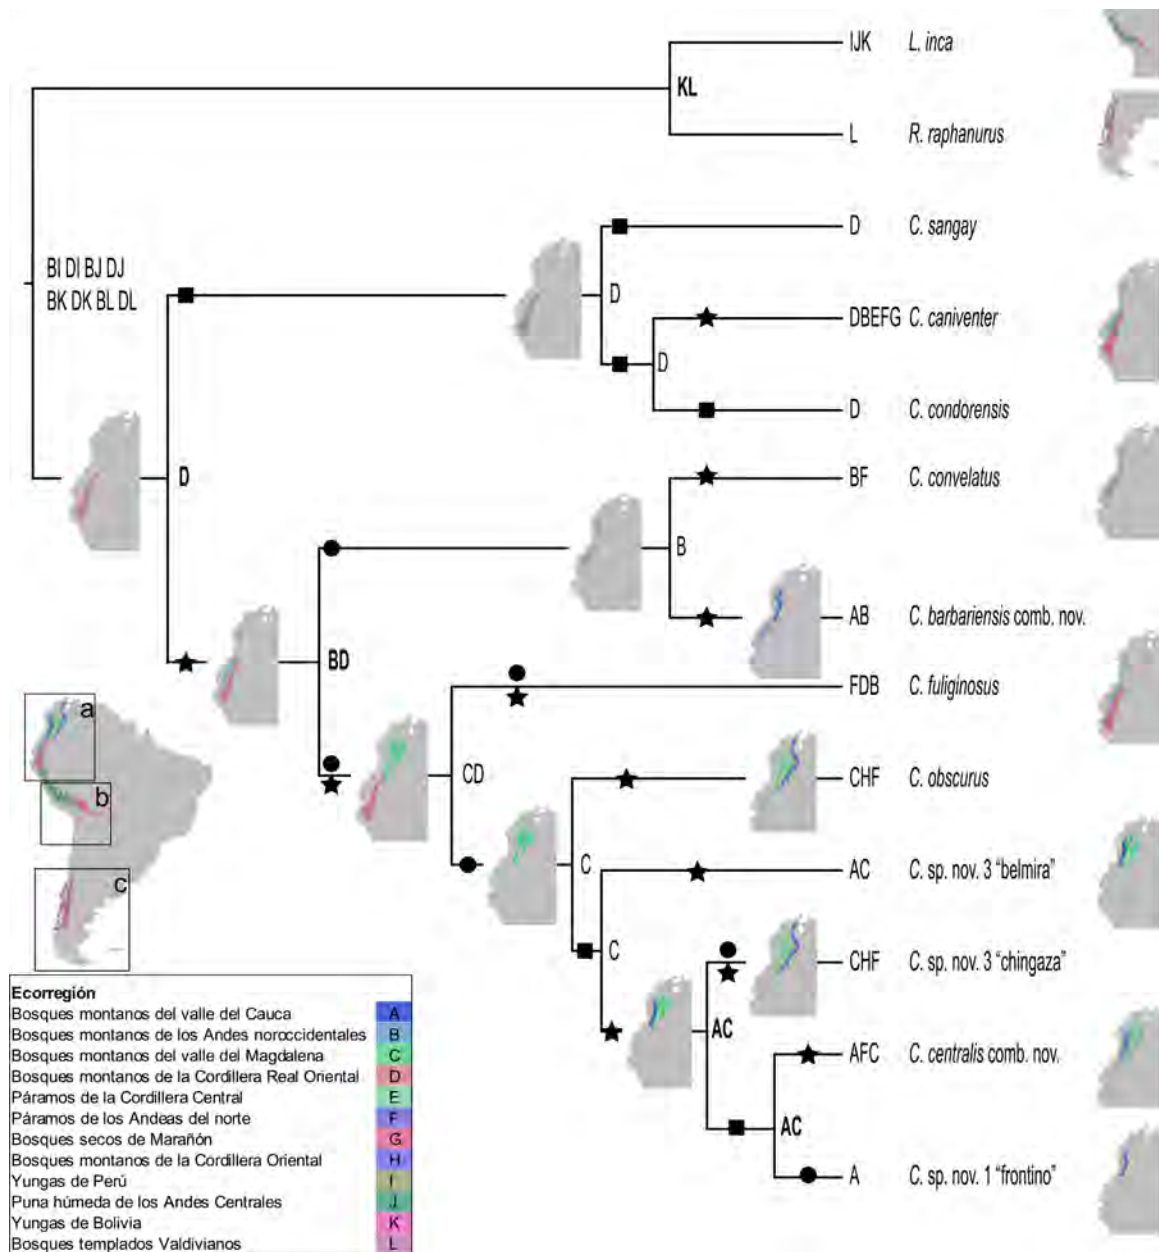 IJK L. inca
KL
L R. raphanurus
D C. sangay
BI DI BJ DJ
BK DK BL DL
D
DBEFG C. caniventer
D
D C. condorensis
D
BF C. convelatus
B
AB C. barbariensis comb. nov.
BD
FDB C. fuliginosus
CD
CHF C. obscurus
C
AC C. sp. nov. 3 "belmira"
C
CHF C. sp. nov. 3 "chingaza"
AC
AFC C. centralis comb. nov.
AC
A C. sp. nov. 1 "frontino"
a
b
c
Ecorregión
Bosques montanos del valle del Cauca A
Bosques montanos de los Andes noroccidentales B
Bosques montanos del valle del Magdalena C
Bosques montanos de la Cordillera Real Oriental D
Páramos de la Cordillera Central E
Páramos de los Andeas del norte F
Bosques secos de Marañón G
Bosques montanos de la Cordillera Oriental H
Yungas de Perú I
Puna húmeda de los Andes Centrales J
Yungas de Bolivia K
Bosques templados Valdivianos L